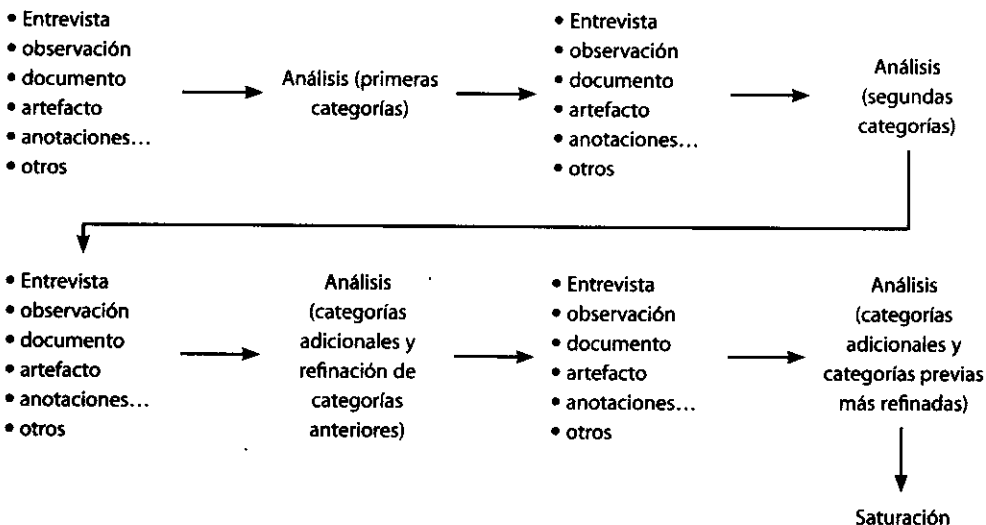 • Entrevista
• observación
• documento
• artefacto
• anotaciones...
• otros
Análisis (primeras
categorías)
• Entrevista
• observación
• documento
• artefacto
• anotaciones...
• otros
Análisis
(segundas
categorías)
• Entrevista
• observación
• documento
• artefacto
• anotaciones...
• otros
Análisis
(categorías
adicionales y
refinación de
categorías
anteriores)
• Entrevista
• observación
• documento
• artefacto
• anotaciones...
• otros
Análisis
(categorías
adicionales y
categorías previas
más refinadas)
Saturación